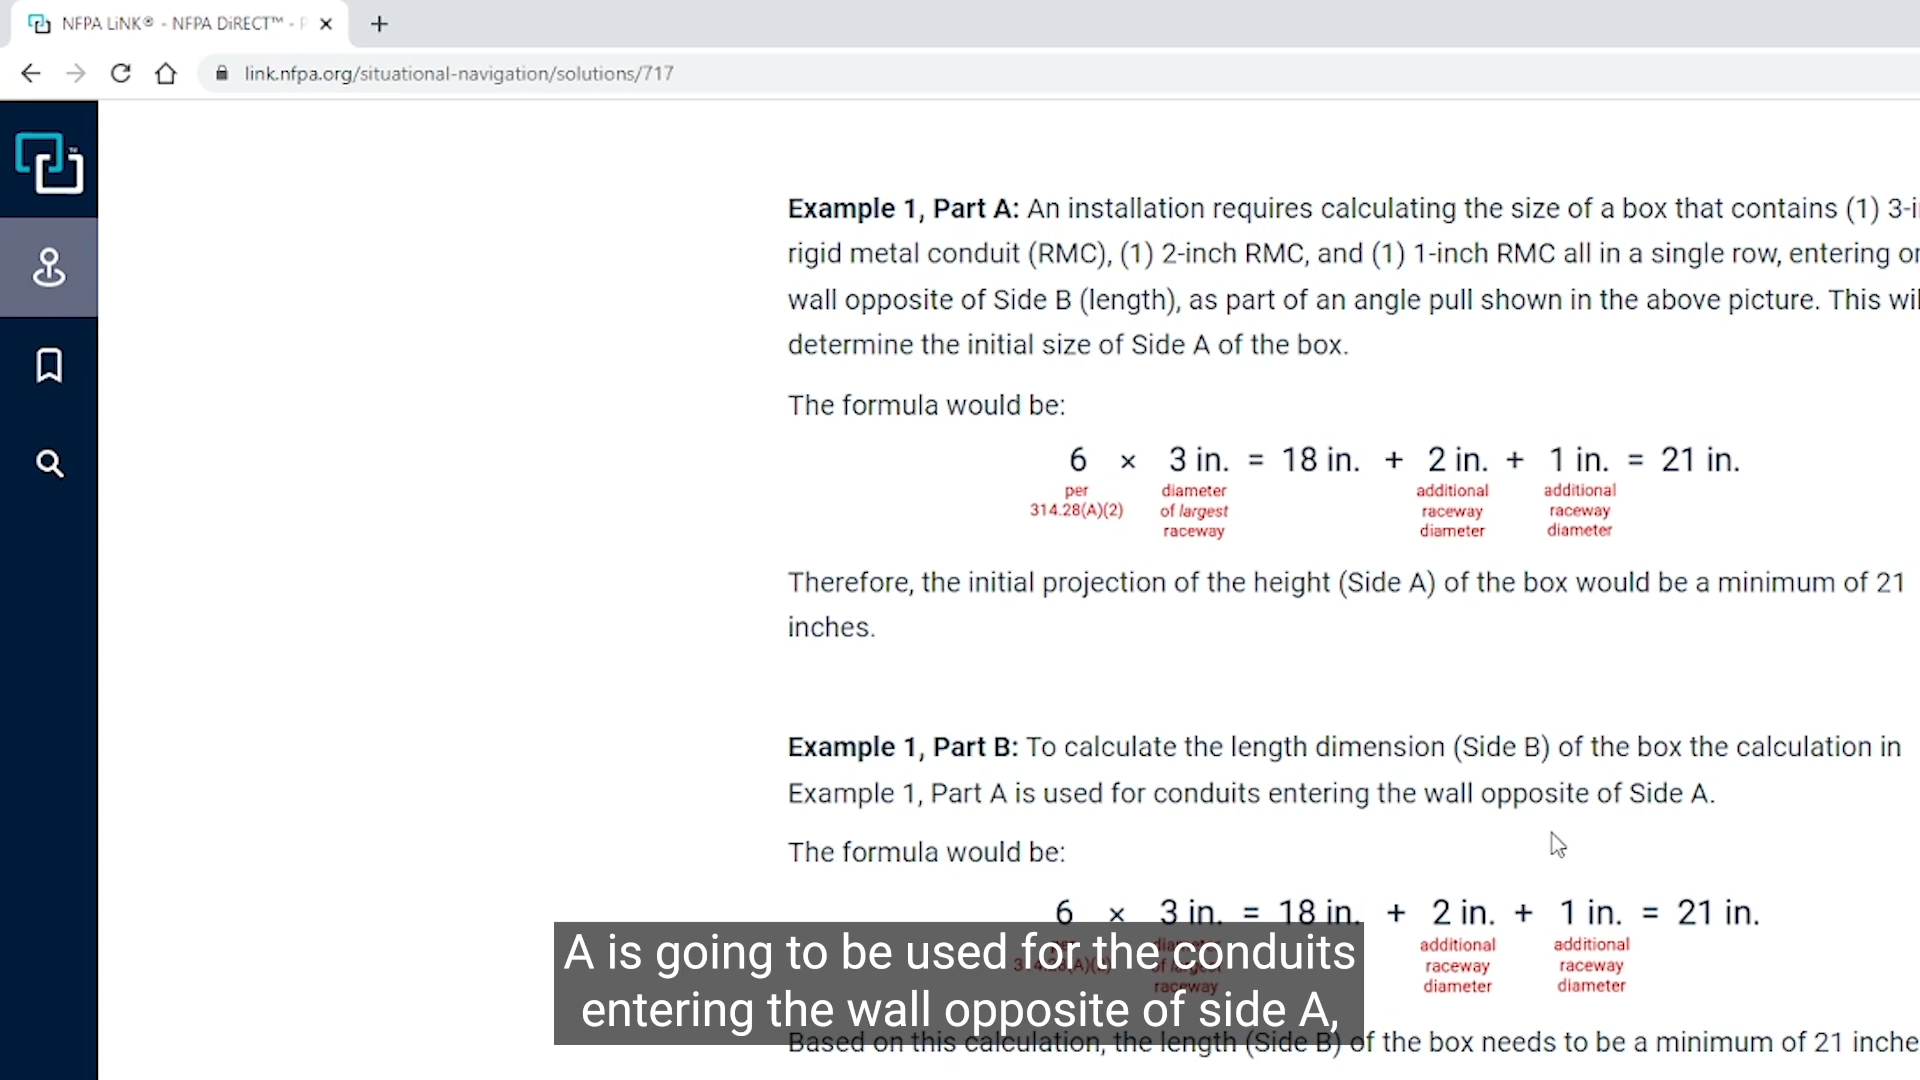 NFPA LiNK® - NFPA DiRECT™ -
link.nfpa.org/situational-navigation/solutions/717
Example 1, Part A: An installation requires calculating the size of a box that contains (1)
rigid metal conduit (RMC), (1) 2-inch RMC, and (1) 1-inch RMC all in a single row, entering
wall opposite of Side B (length), as part of an angle pull shown in the above picture. This
determine the initial size of Side A of the box.
The formula would be:
6 × 3 in. = 18 in. + 2 in. + 1 in. = 21 in.
per diameter additional additional
314.28(A)(2) of largest raceway raceway
raceway diameter diameter
Therefore, the initial projection of the height (Side A) of the box would be a minimum of 21
inches.
Example 1, Part B: To calculate the length dimension (Side B) of the box the calculation in
Example 1, Part A is used for conduits entering the wall opposite of Side A.
The formula would be:
6 × 3 in. = 18 in. + 2 in. + 1 in. = 21 in.
additional additional
raceway raceway
diameter diameter
A is going to be used for the conduits
entering the wall opposite of side A,
Based on this calculation, the length (Side B) of the box needs to be a minimum of 21